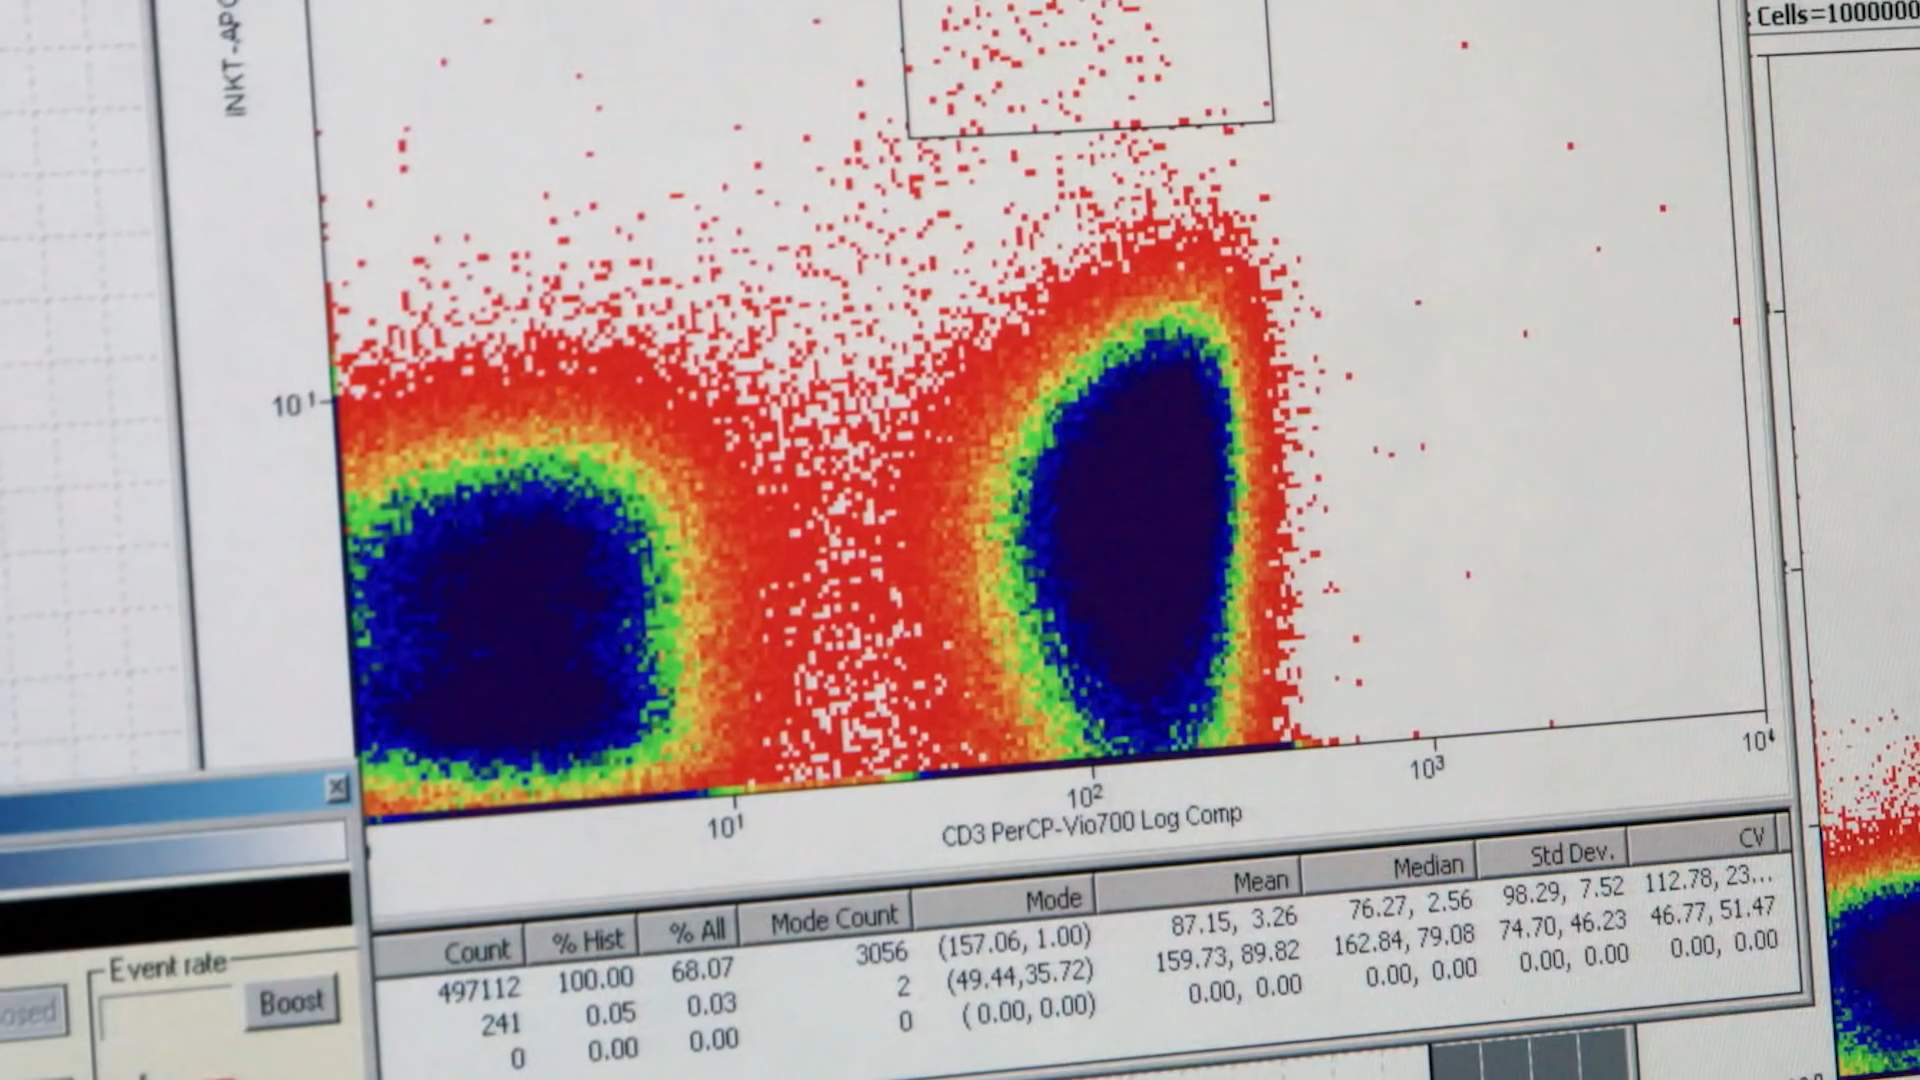 iNKT-APC
Cells=1000000
10¹
10¹
10²
10³
10⁴
CD3 PerCP-Vio700 Log Comp
Count % Hist % All Mode Count Mode Mean Median Std Dev. CV
497112 100.00 68.07 3056 (157.06, 1.00) 87.15, 3.26 76.27, 2.56 98.29, 7.52 112.78, 23...
241 0.05 0.03 2 (49.44,35.72) 159.73, 89.82 162.84, 79.08 74.70, 46.23 46.77, 51.47
0 0.00 0.00 0 ( 0.00, 0.00) 0.00, 0.00 0.00, 0.00 0.00, 0.00 0.00, 0.00
Event rate
Boost